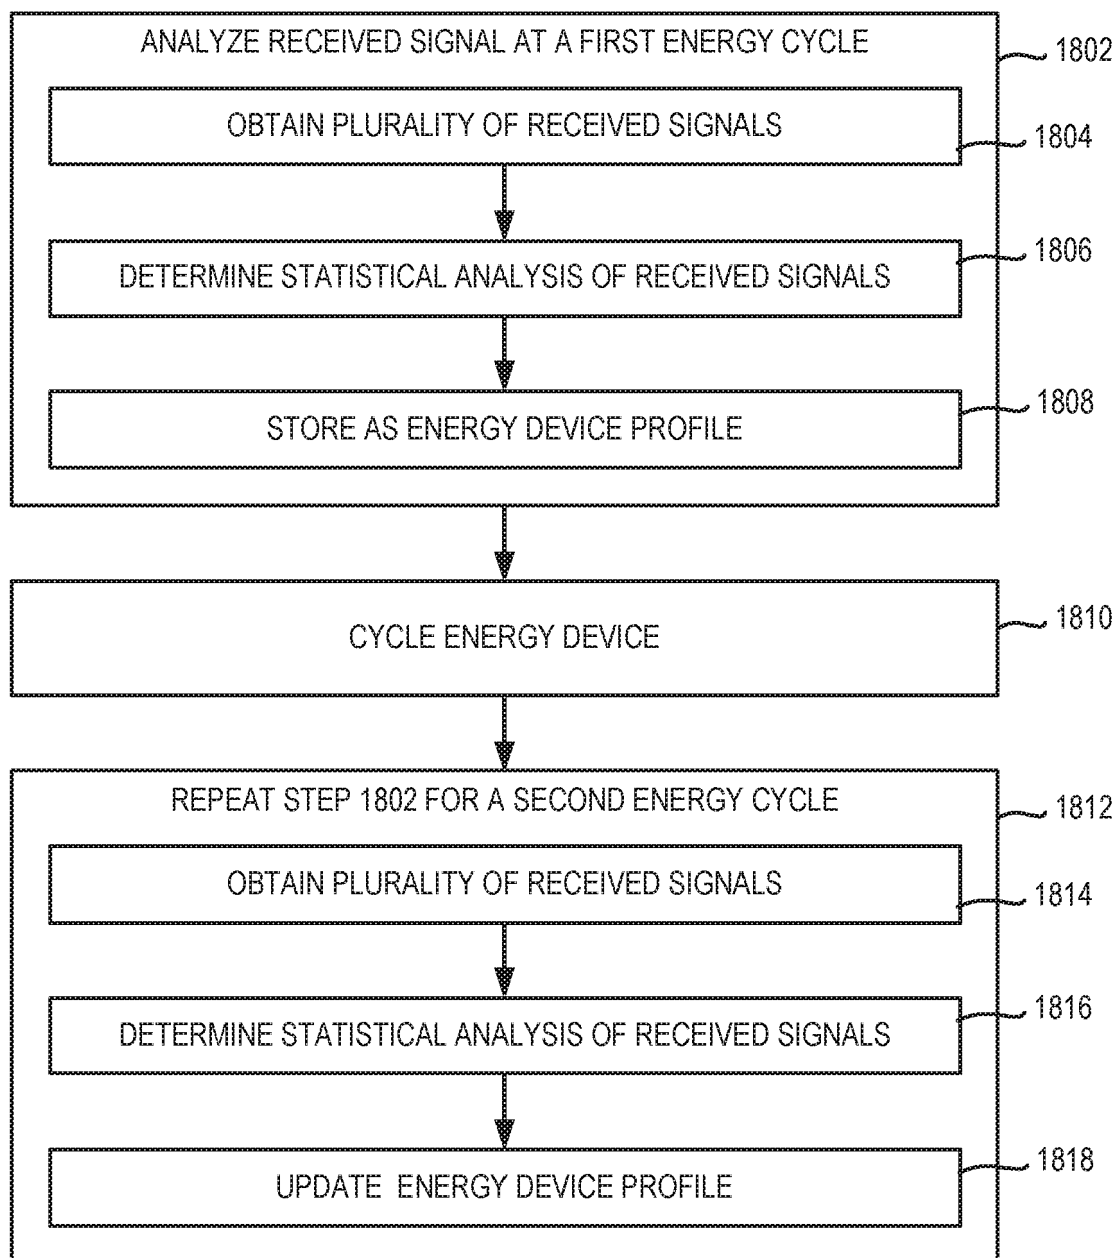 ANALYZE RECEIVED SIGNAL AT A FIRST ENERGY CYCLE
1802
OBTAIN PLURALITY OF RECEIVED SIGNALS
1804
DETERMINE STATISTICAL ANALYSIS OF RECEIVED SIGNALS
1806
STORE AS ENERGY DEVICE PROFILE
1808
CYCLE ENERGY DEVICE
1810
REPEAT STEP 1802 FOR A SECOND ENERGY CYCLE
1812
OBTAIN PLURALITY OF RECEIVED SIGNALS
1814
DETERMINE STATISTICAL ANALYSIS OF RECEIVED SIGNALS
1816
UPDATE ENERGY DEVICE PROFILE
1818